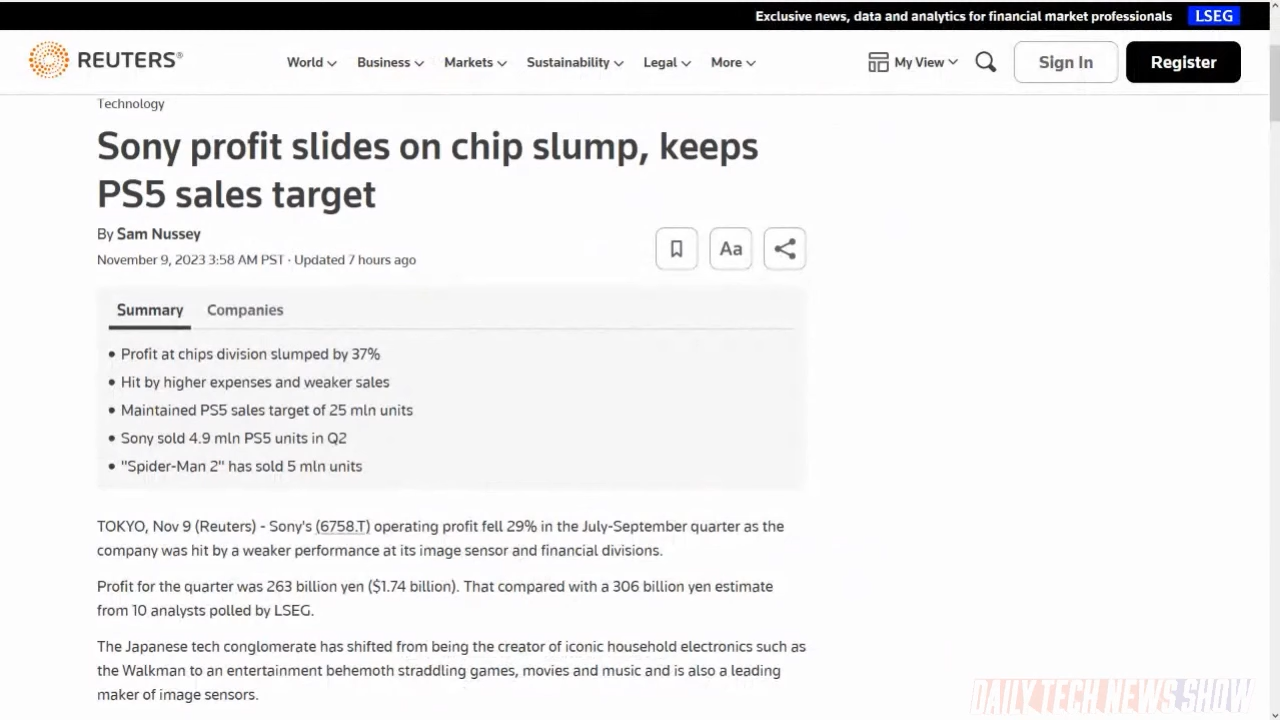 Exclusive news, data and analytics for financial market professionals LSEG
REUTERS® World Business Markets Sustainability Legal More My View Sign In Register
Technology
Sony profit slides on chip slump, keeps
PS5 sales target
By Sam Nussey
November 9, 2023 3:58 AM PST · Updated 7 hours ago
Aa
Summary Companies
• Profit at chips division slumped by 37%
• Hit by higher expenses and weaker sales
• Maintained PS5 sales target of 25 mln units
• Sony sold 4.9 mln PS5 units in Q2
• "Spider-Man 2" has sold 5 mln units
TOKYO, Nov 9 (Reuters) - Sony's (6758.T) operating profit fell 29% in the July-September quarter as the
company was hit by a weaker performance at its image sensor and financial divisions.
Profit for the quarter was 263 billion yen ($1.74 billion). That compared with a 306 billion yen estimate
from 10 analysts polled by LSEG.
The Japanese tech conglomerate has shifted from being the creator of iconic household electronics such as
the Walkman to an entertainment behemoth straddling games, movies and music and is also a leading
maker of image sensors.
DAILY TECH NEWS SHOW